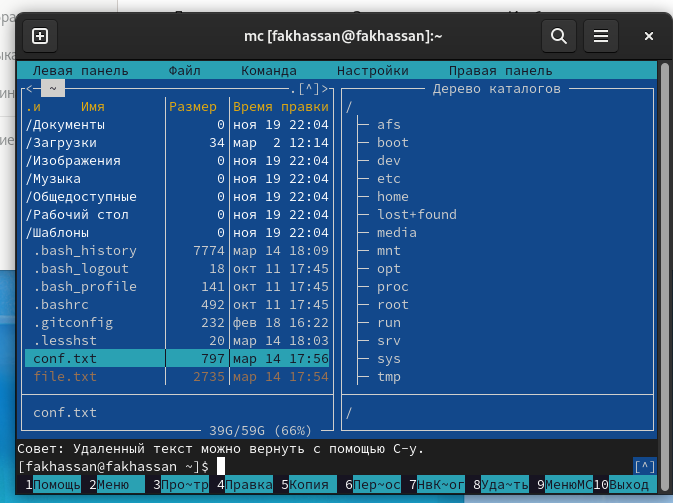 mc [fakhassan@fakhassan]:~
Левая панель Файл Команда Настройки Правая панель
<─ ~ .[^]> Дерево каталогов
.и Имя Размер Время правки /
/Документы 0 ноя 19 22:04 afs
/Загрузки 34 мар 2 12:14 boot
/Изображения 0 ноя 19 22:04 dev
/Музыка 0 ноя 19 22:04 etc
/Общедоступные 0 ноя 19 22:04 home
/Рабочий стол 0 ноя 19 22:04 lost+found
/Шаблоны 0 ноя 19 22:04 media
.bash_history 7774 мар 14 18:09 mnt
.bash_logout 18 окт 11 17:45 opt
.bash_profile 141 окт 11 17:45 proc
.bashrc 492 окт 11 17:45 root
.gitconfig 232 фев 18 16:22 run
.lesshst 20 мар 14 18:03 srv
conf.txt 797 мар 14 17:56 sys
file.txt 2735 мар 14 17:54 tmp
conf.txt /
39G/59G (66%)
Совет: Удаленный текст можно вернуть с помощью C-y.
[fakhassan@fakhassan ~]$ [^]
1Помощь 2Меню 3Про~тр 4Правка 5Копия 6Пер~ос 7НвК~ог 8Уда~ть 9МенюMC 10Выход